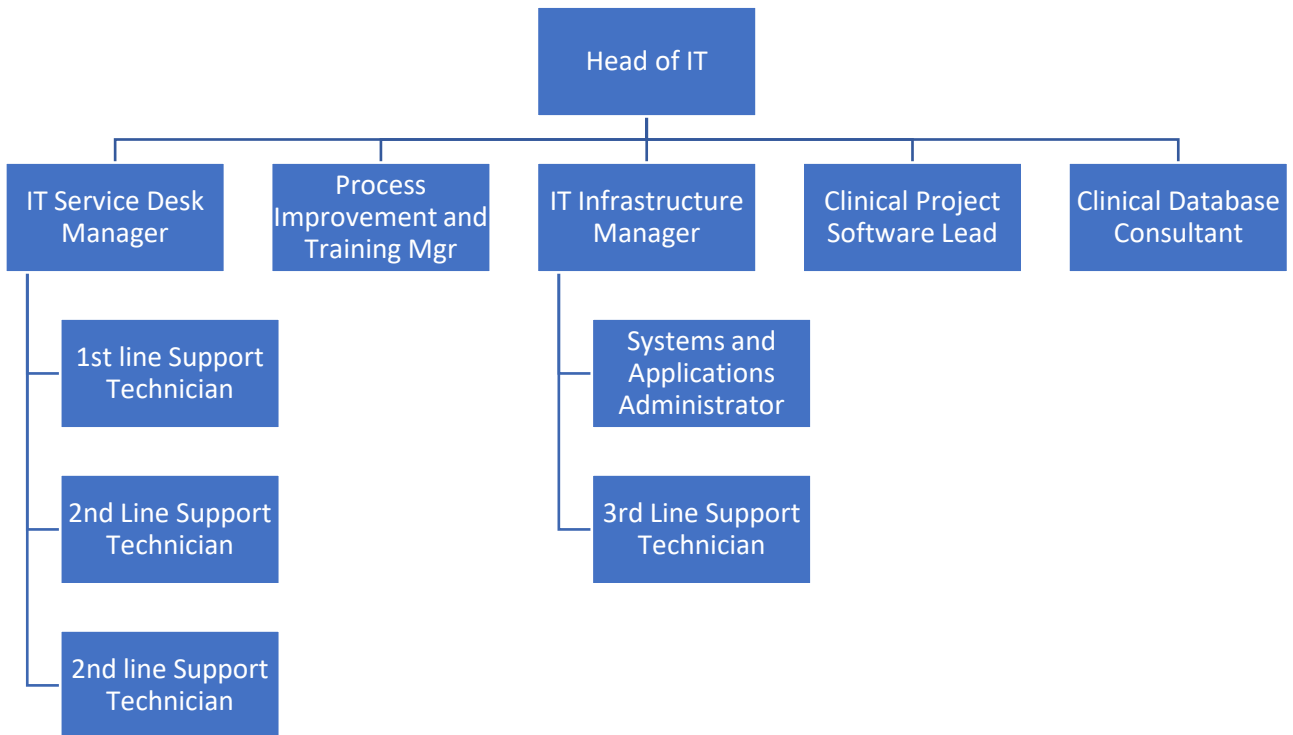 Head of IT
IT Service Desk
Manager
Process
Improvement and
Training Mgr
IT Infrastructure
Manager
Clinical Project
Software Lead
Clinical Database
Consultant
1st line Support
Technician
Systems and
Applications
Administrator
2nd Line Support
Technician
3rd Line Support
Technician
2nd line Support
Technician